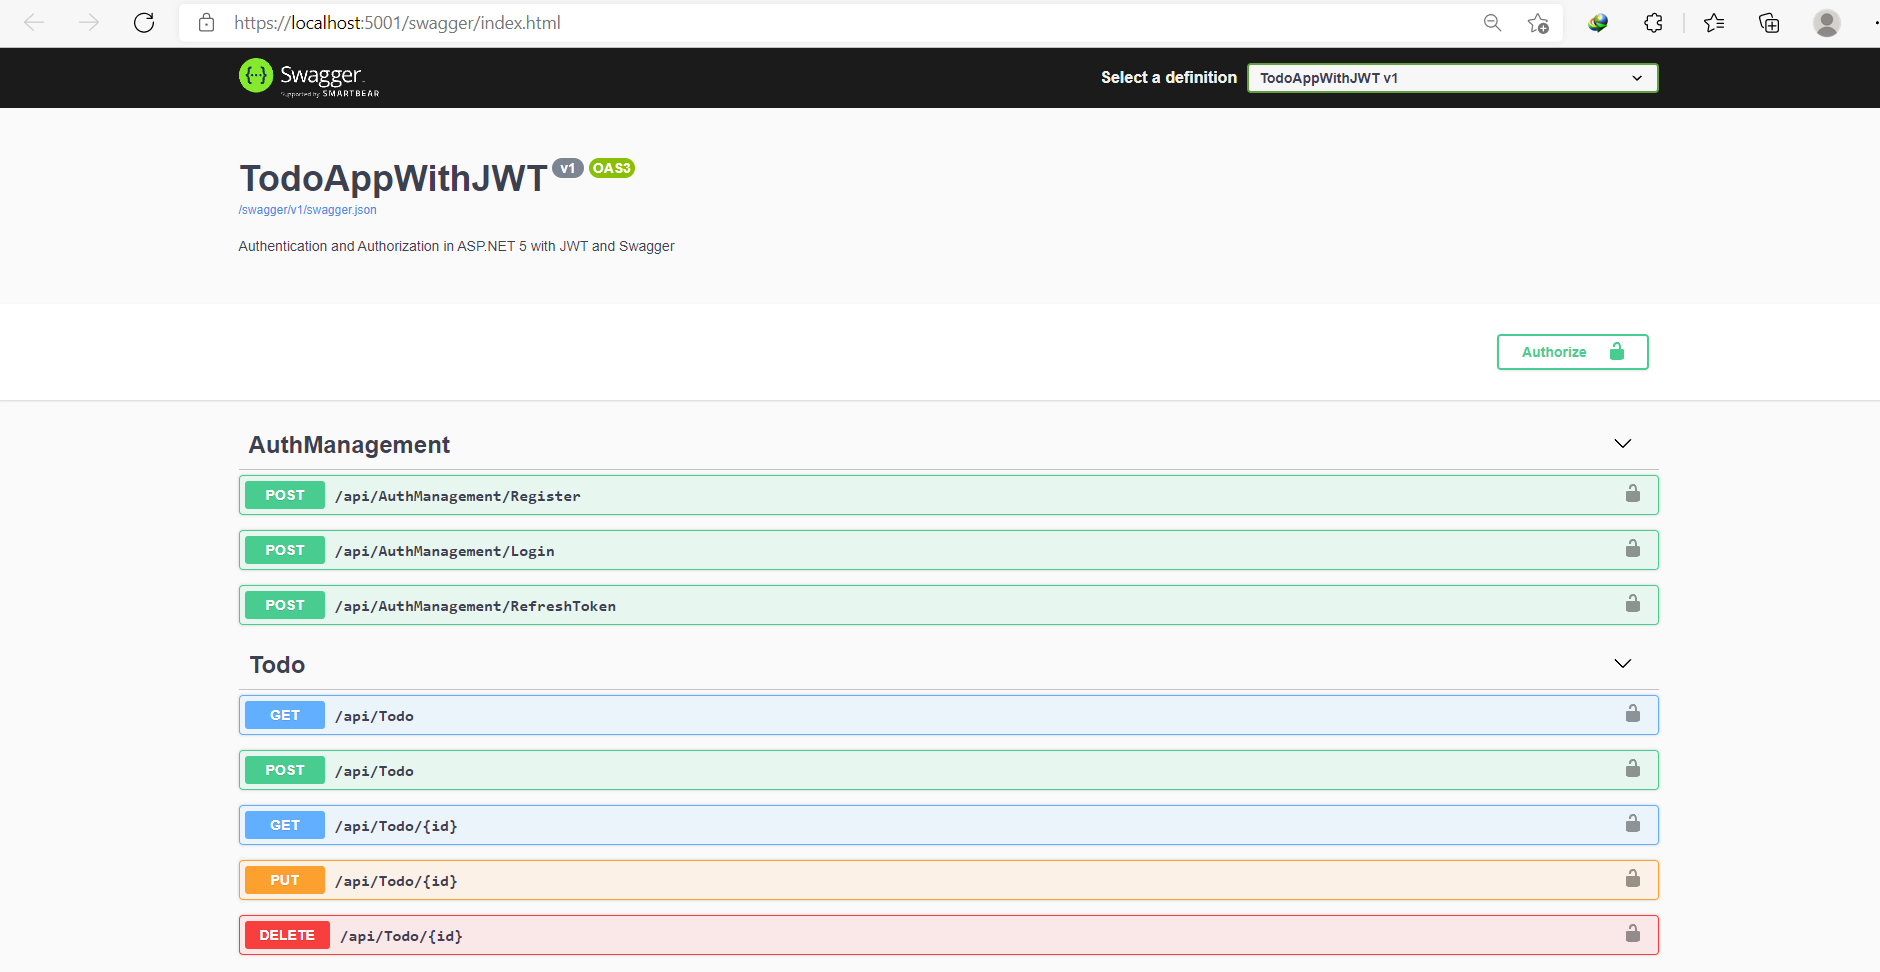 https://localhost:5001/swagger/index.html
Swagger.
Supported by SMARTBEAR
Select a definition
TodoAppWithJWT v1
TodoAppWithJWT v1 OAS3
/swagger/v1/swagger.json
Authentication and Authorization in ASP.NET 5 with JWT and Swagger
Authorize
AuthManagement
POST /api/AuthManagement/Register
POST /api/AuthManagement/Login
POST /api/AuthManagement/RefreshToken
Todo
GET /api/Todo
POST /api/Todo
GET /api/Todo/{id}
PUT /api/Todo/{id}
DELETE /api/Todo/{id}